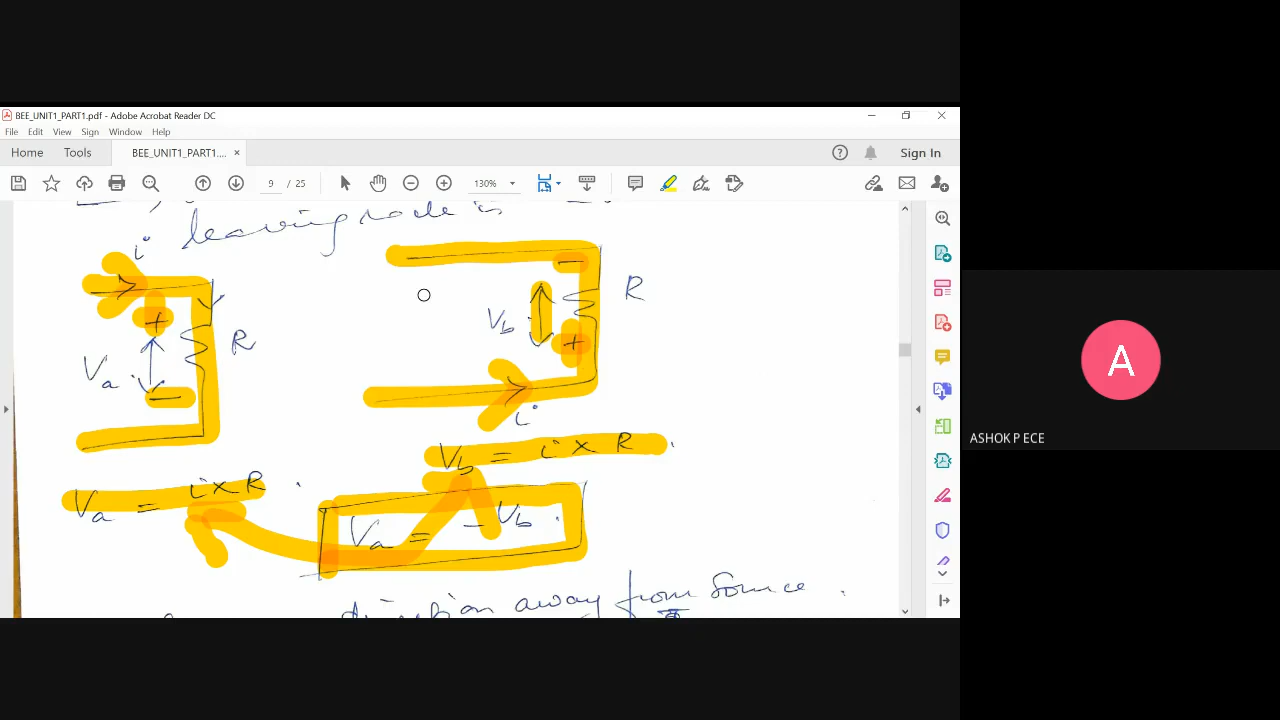 BEE_UNIT1_PART1.pdf - Adobe Acrobat Reader DC
File Edit View Window Help
Home Tools BEE_UNIT1_PART1.... × Sign In
9 / 25 130%
leaving node is
i
+
Va
−
R
−
Vb
+
R
i
Vb = i × R .
Va = i × R .
Va = − Vb .
direction away from Source .
A
ASHOK P ECE